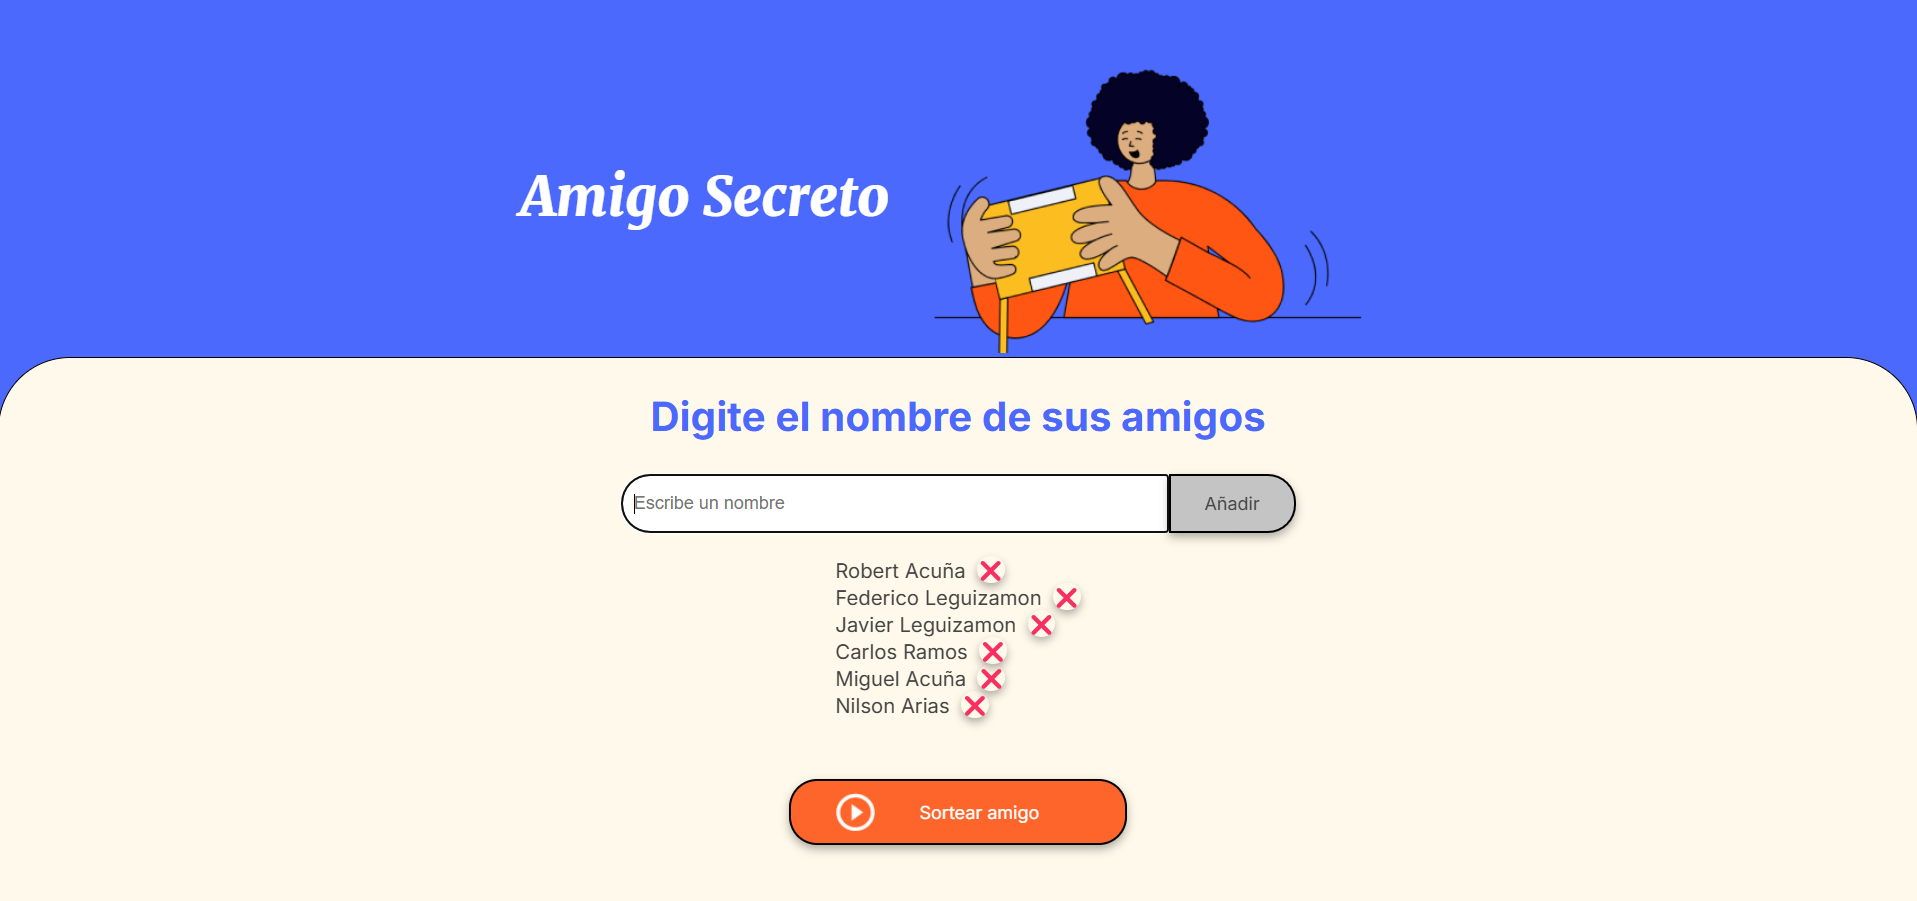 Amigo Secreto
Digite el nombre de sus amigos
Escribe un nombre
Añadir
Robert Acuña
Federico Leguizamon
Javier Leguizamon
Carlos Ramos
Miguel Acuña
Nilson Arias
Sortear amigo